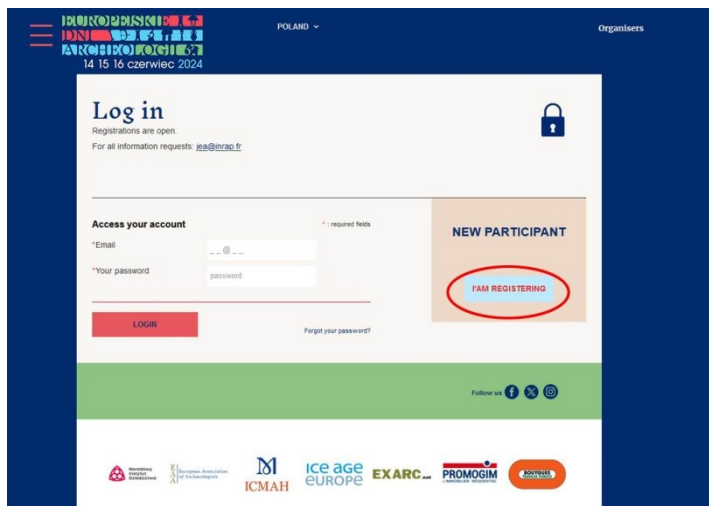 EUROPEJSKIE
DNI
ARCHEOLOGII
14 15 16 czerwiec 2024
POLAND
Organisers
Log in
Registrations are open.
For all information requests: jea@inrap.fr
Access your account
* : required fields
*Email
_ _ @ _ _
*Your password
password
LOGIN
Forgot your password?
NEW PARTICIPANT
I'AM REGISTERING
Follow us
Narodowy
Instytut
Dziedzictwa
European Association
of Archaeologists
ICMAH
ice age
europe
EXARC.net
PROMOGIM
BOUYGUES